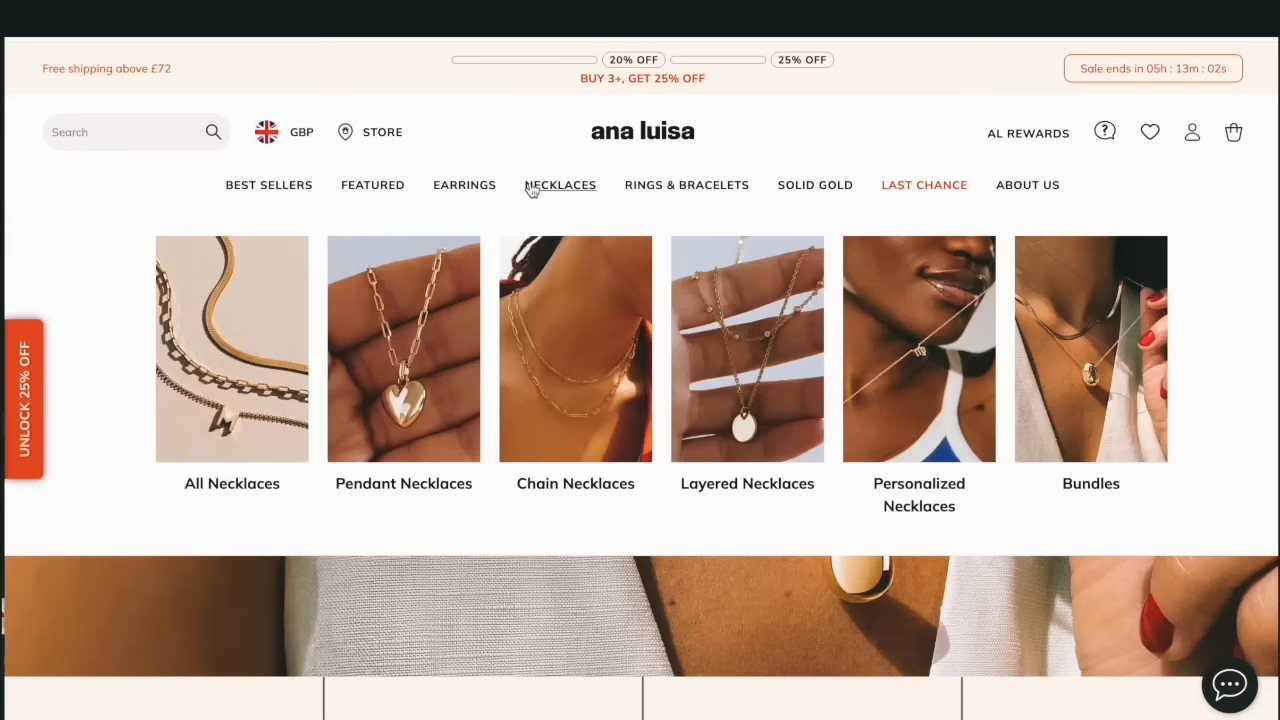 Free shipping above £72
20% OFF
25% OFF
BUY 3+, GET 25% OFF
Sale ends in 05h : 13m : 02s
Search
GBP
STORE
ana luisa
AL REWARDS
BEST SELLERS
FEATURED
EARRINGS
NECKLACES
RINGS & BRACELETS
SOLID GOLD
LAST CHANCE
ABOUT US
UNLOCK 25% OFF
All Necklaces
Pendant Necklaces
Chain Necklaces
Layered Necklaces
Personalized
Necklaces
Bundles